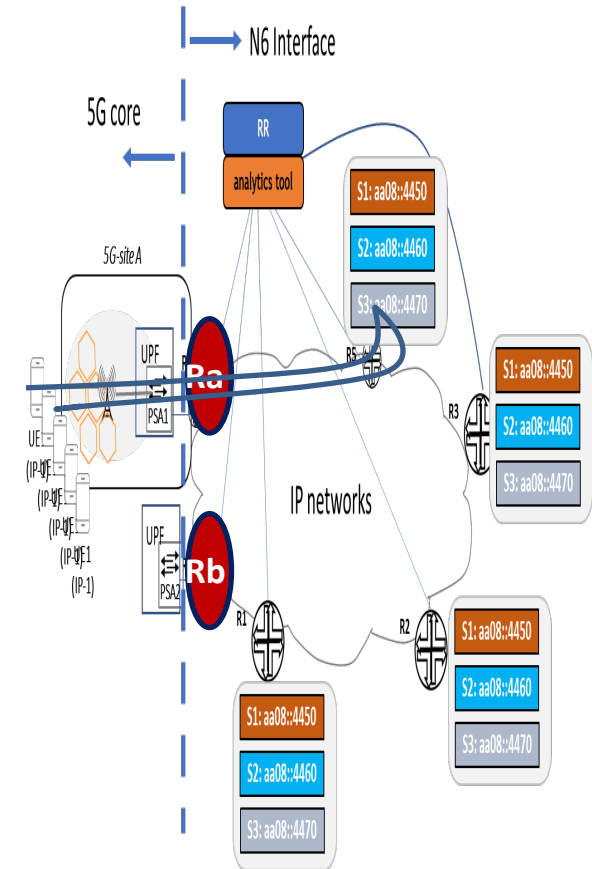 N6 Interface
5G core
RR
analytics tool
S1: aa08::4450
S2: aa08::4460
S3: aa08::4470
5G-site A
UPF
Ra
PSA1
R5
R3
S1: aa08::4450
S2: aa08::4460
S3: aa08::4470
UE
IP networks
UE1
(IP-1)
UPF
PSA2
Rb
R1
R2
S1: aa08::4450
S2: aa08::4460
S3: aa08::4470
S1: aa08::4450
S2: aa08::4460
S3: aa08::4470